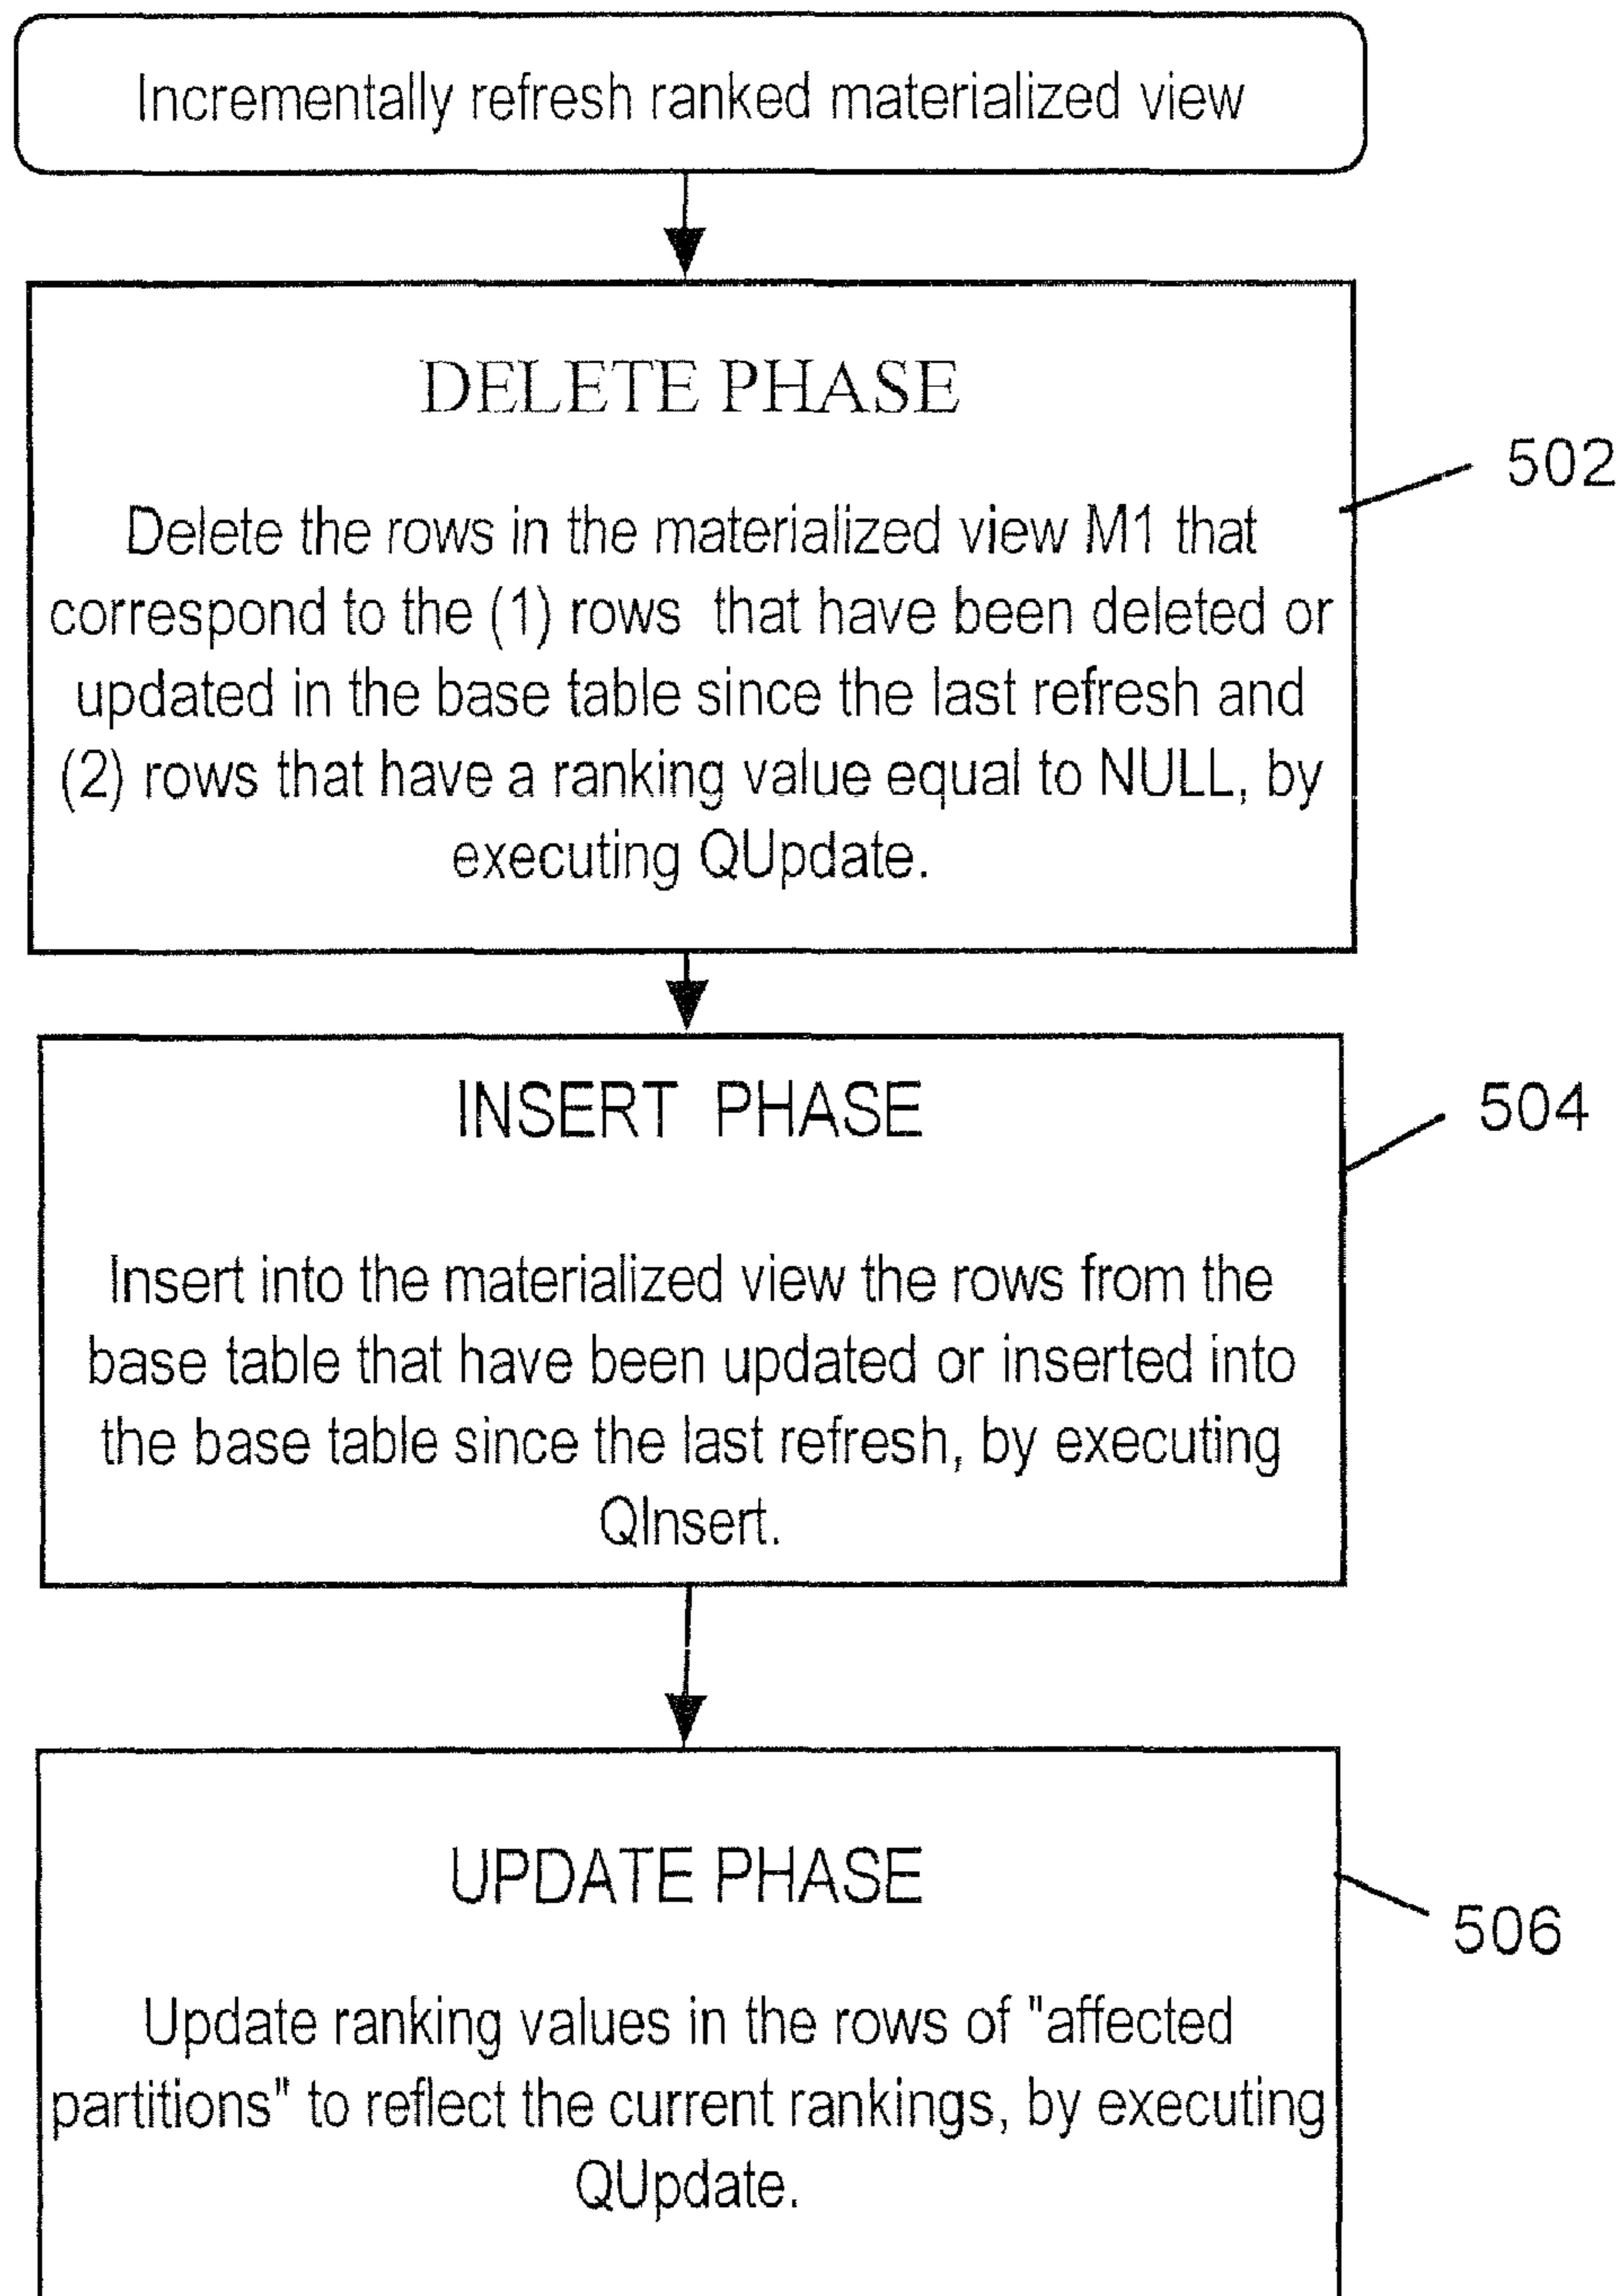 Incrementally refresh ranked materialized view
DELETE PHASE
502
Delete the rows in the materialized view M1 that
correspond to the (1) rows that have been deleted or
updated in the base table since the last refresh and
(2) rows that have a ranking value equal to NULL, by
executing QUpdate.
INSERT PHASE
504
Insert into the materialized view the rows from the
base table that have been updated or inserted into
the base table since the last refresh, by executing
QInsert.
UPDATE PHASE
506
Update ranking values in the rows of "affected
partitions" to reflect the current rankings, by executing
QUpdate.